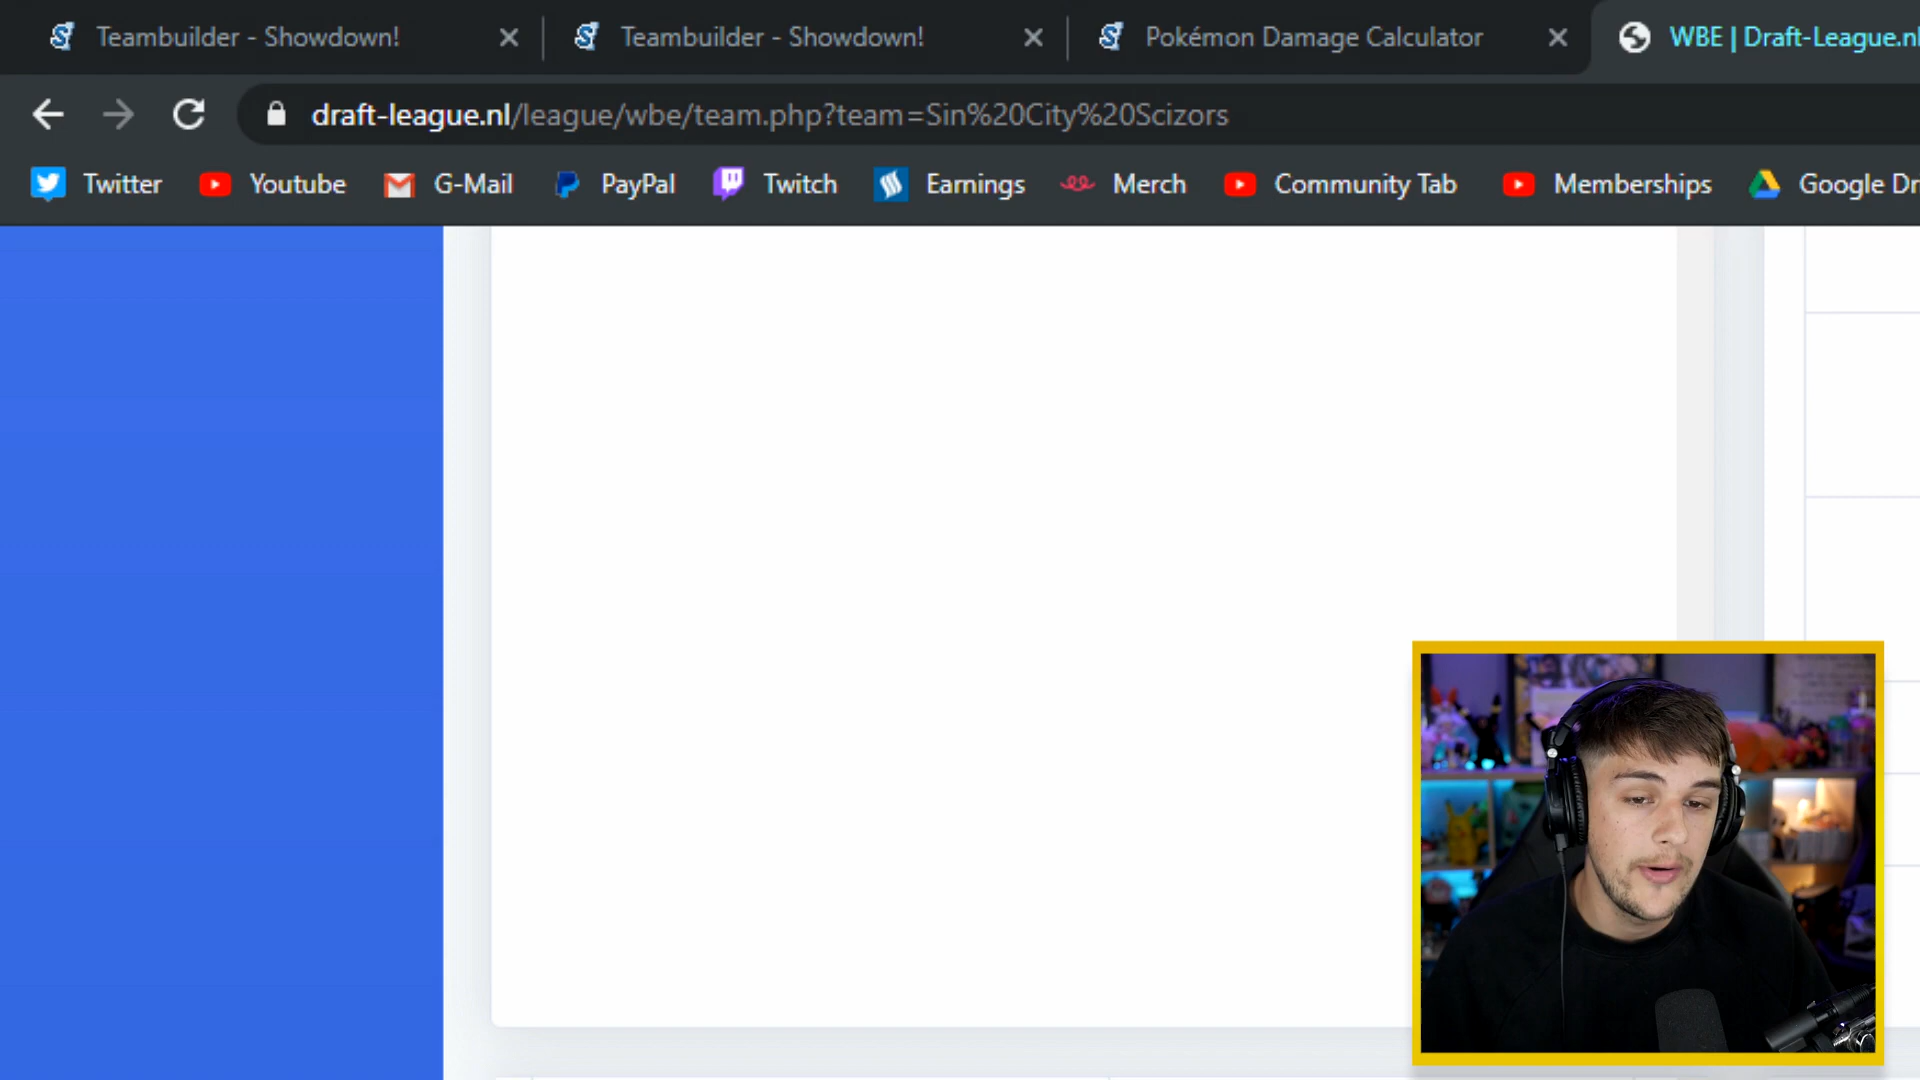 Teambuilder - Showdown!
Teambuilder - Showdown!
Pokémon Damage Calculator
WBE | Draft-League.nl
draft-league.nl/league/wbe/team.php?team=Sin%20City%20Scizors
Twitter
Youtube
G-Mail
PayPal
Twitch
Earnings
Merch
Community Tab
Memberships
Google Dr